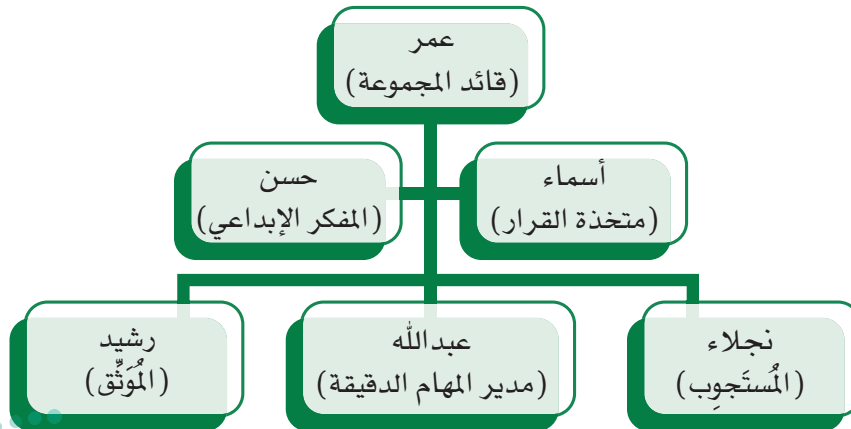 عمر
(قائد المجموعة)
أسماء
(متخذة القرار)
حسن
(المفكر الإبداعي)
نجلاء
(المُستَجوِب)
عبدالله
(مدير المهام الدقيقة)
رشيد
(المُوَثِّق)